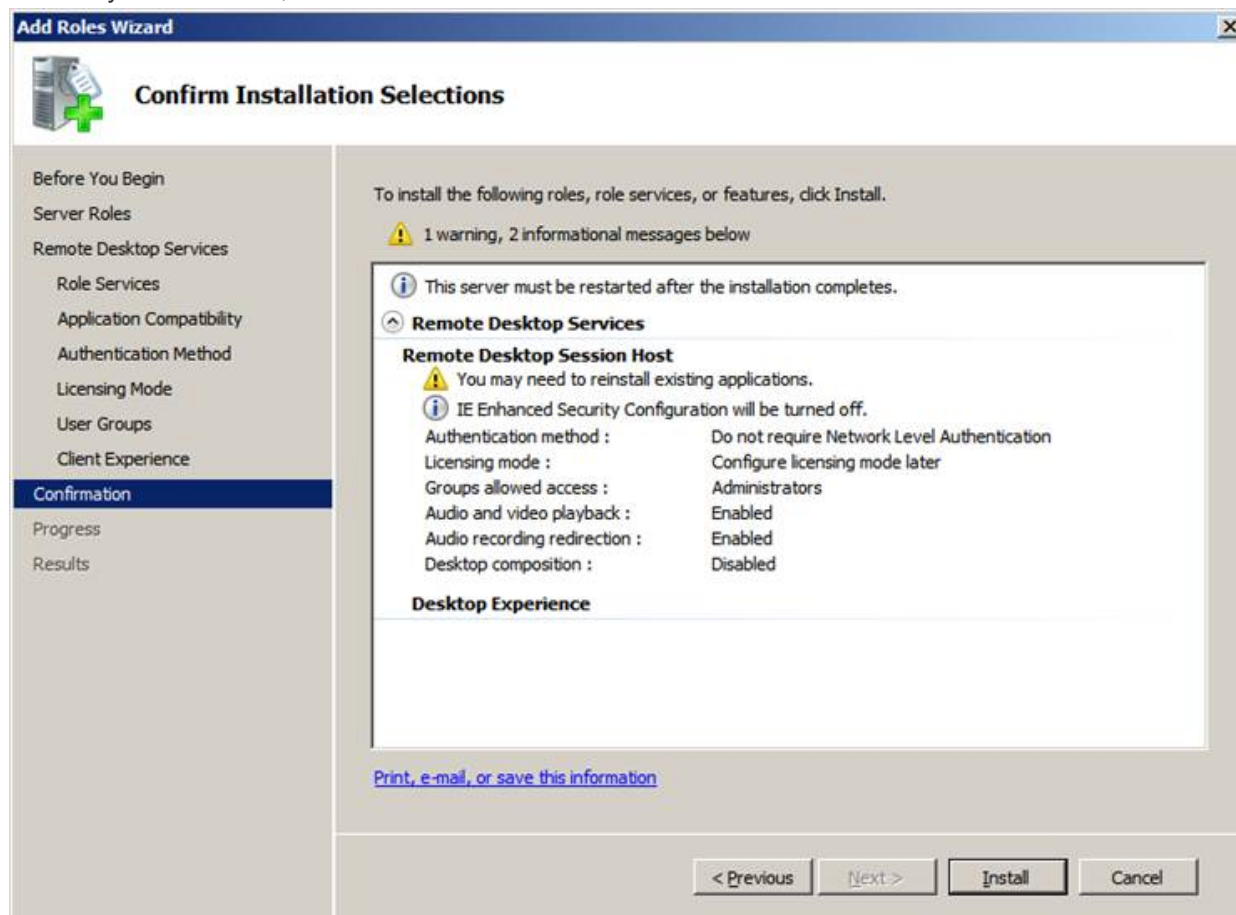 Add Roles Wizard
Confirm Installation Selections
Before You Begin
Server Roles
Remote Desktop Services
Role Services
Application Compatibility
Authentication Method
Licensing Mode
User Groups
Client Experience
Confirmation
Progress
Results
To install the following roles, role services, or features, click Install.
1 warning, 2 informational messages below
This server must be restarted after the installation completes.
Remote Desktop Services
Remote Desktop Session Host
You may need to reinstall existing applications.
IE Enhanced Security Configuration will be turned off.
Authentication method : Do not require Network Level Authentication
Licensing mode : Configure licensing mode later
Groups allowed access : Administrators
Audio and video playback : Enabled
Audio recording redirection : Enabled
Desktop composition : Disabled
Desktop Experience
Print, e-mail, or save this information
< Previous Next > Install Cancel